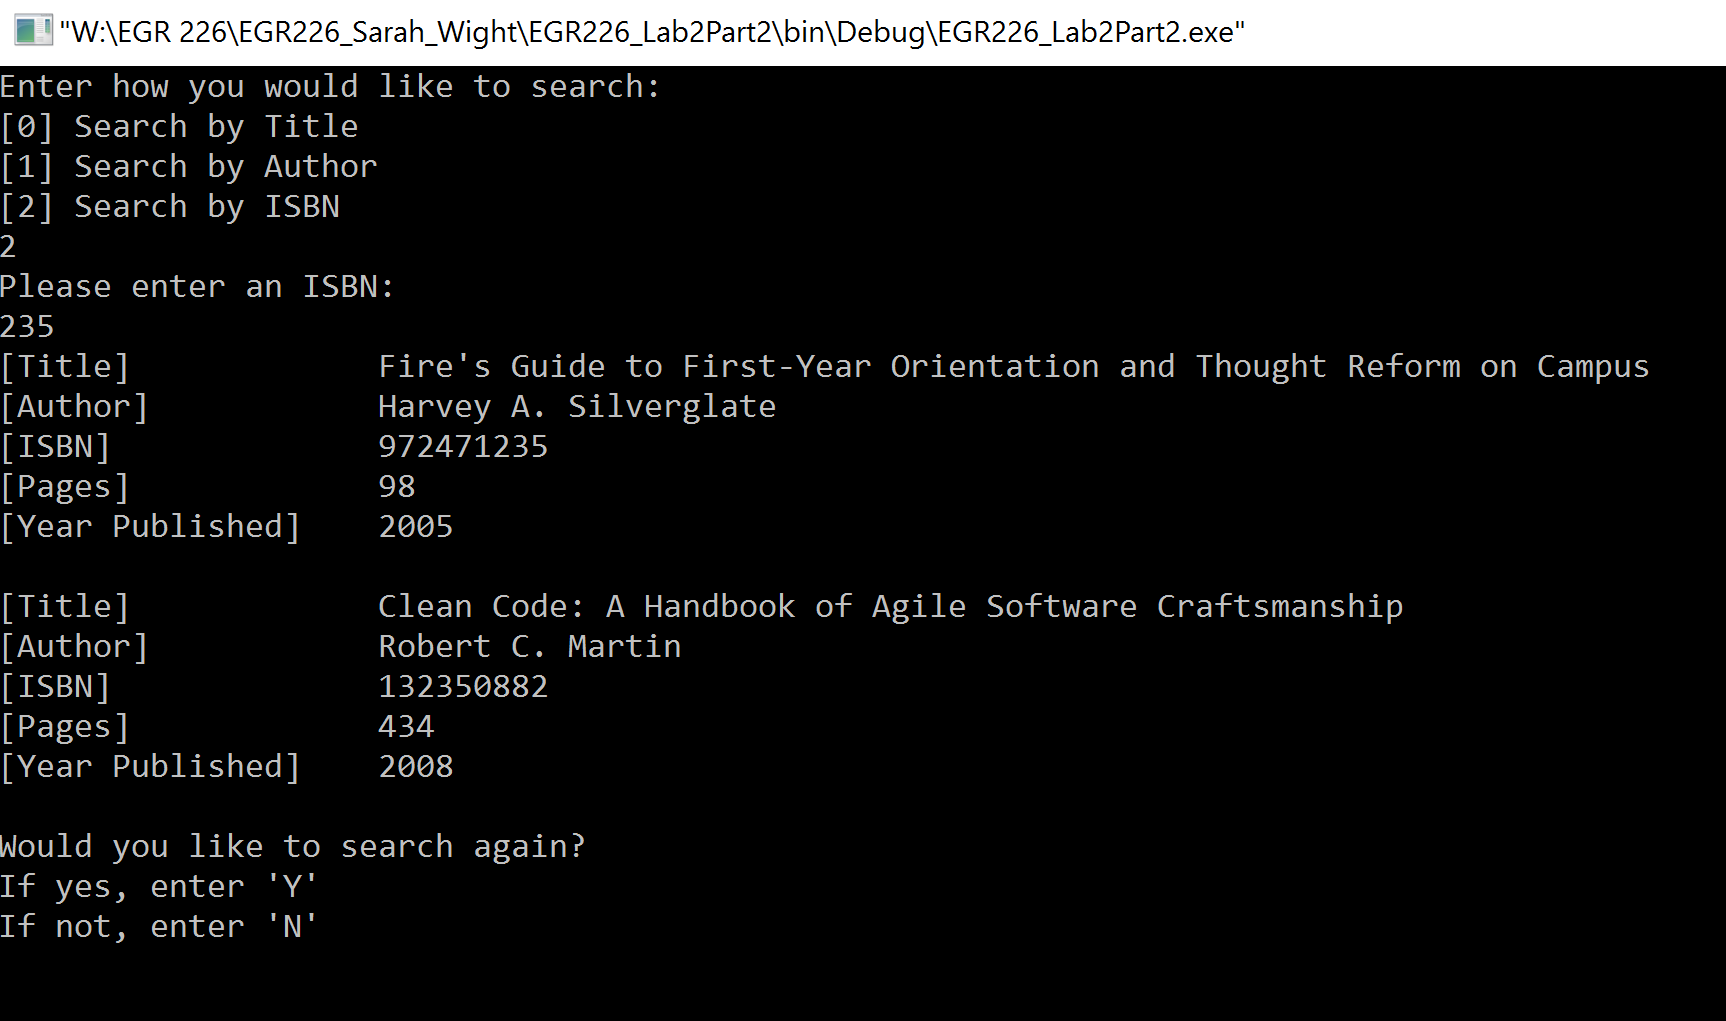 "W:\EGR 226\EGR226_Sarah_Wight\EGR226_Lab2Part2\bin\Debug\EGR226_Lab2Part2.exe"
Enter how you would like to search:
[0] Search by Title
[1] Search by Author
[2] Search by ISBN
2
Please enter an ISBN:
235
[Title]             Fire's Guide to First-Year Orientation and Thought Reform on Campus
[Author]            Harvey A. Silverglate
[ISBN]              972471235
[Pages]             98
[Year Published]    2005

[Title]             Clean Code: A Handbook of Agile Software Craftsmanship
[Author]            Robert C. Martin
[ISBN]              132350882
[Pages]             434
[Year Published]    2008

Would you like to search again?
If yes, enter 'Y'
If not, enter 'N'